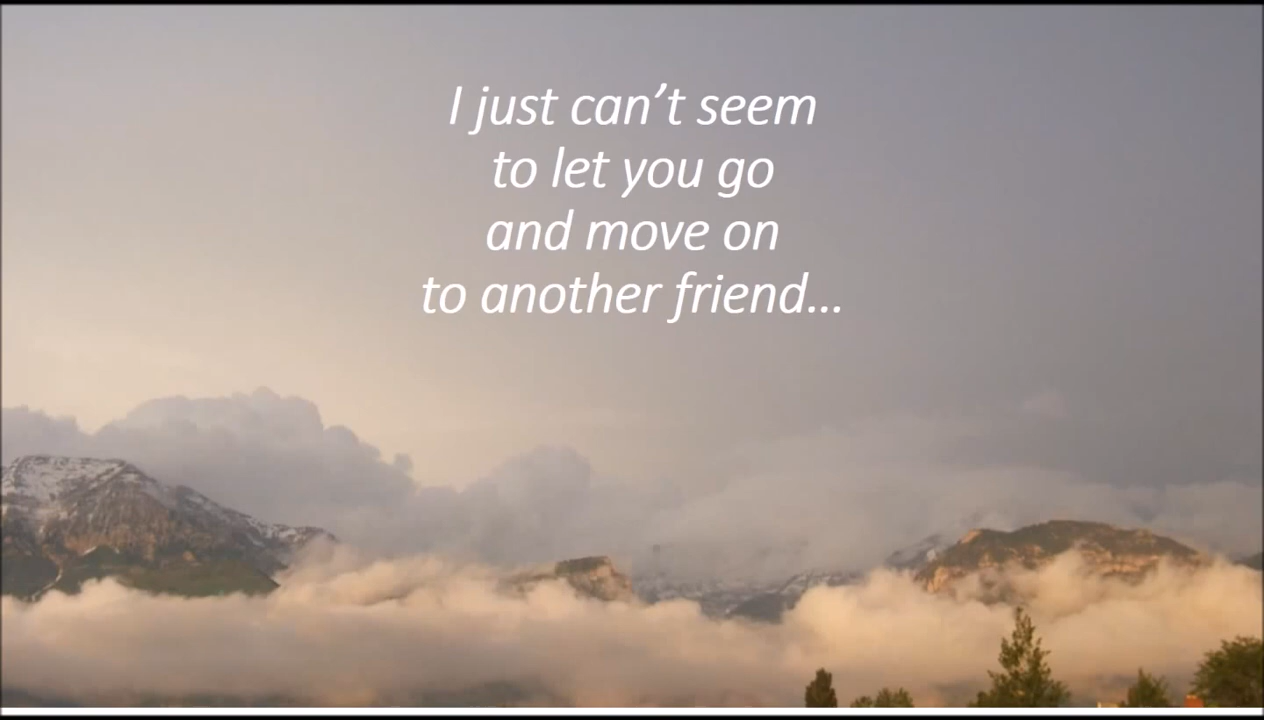 I just can’t seem
to let you go
and move on
to another friend...